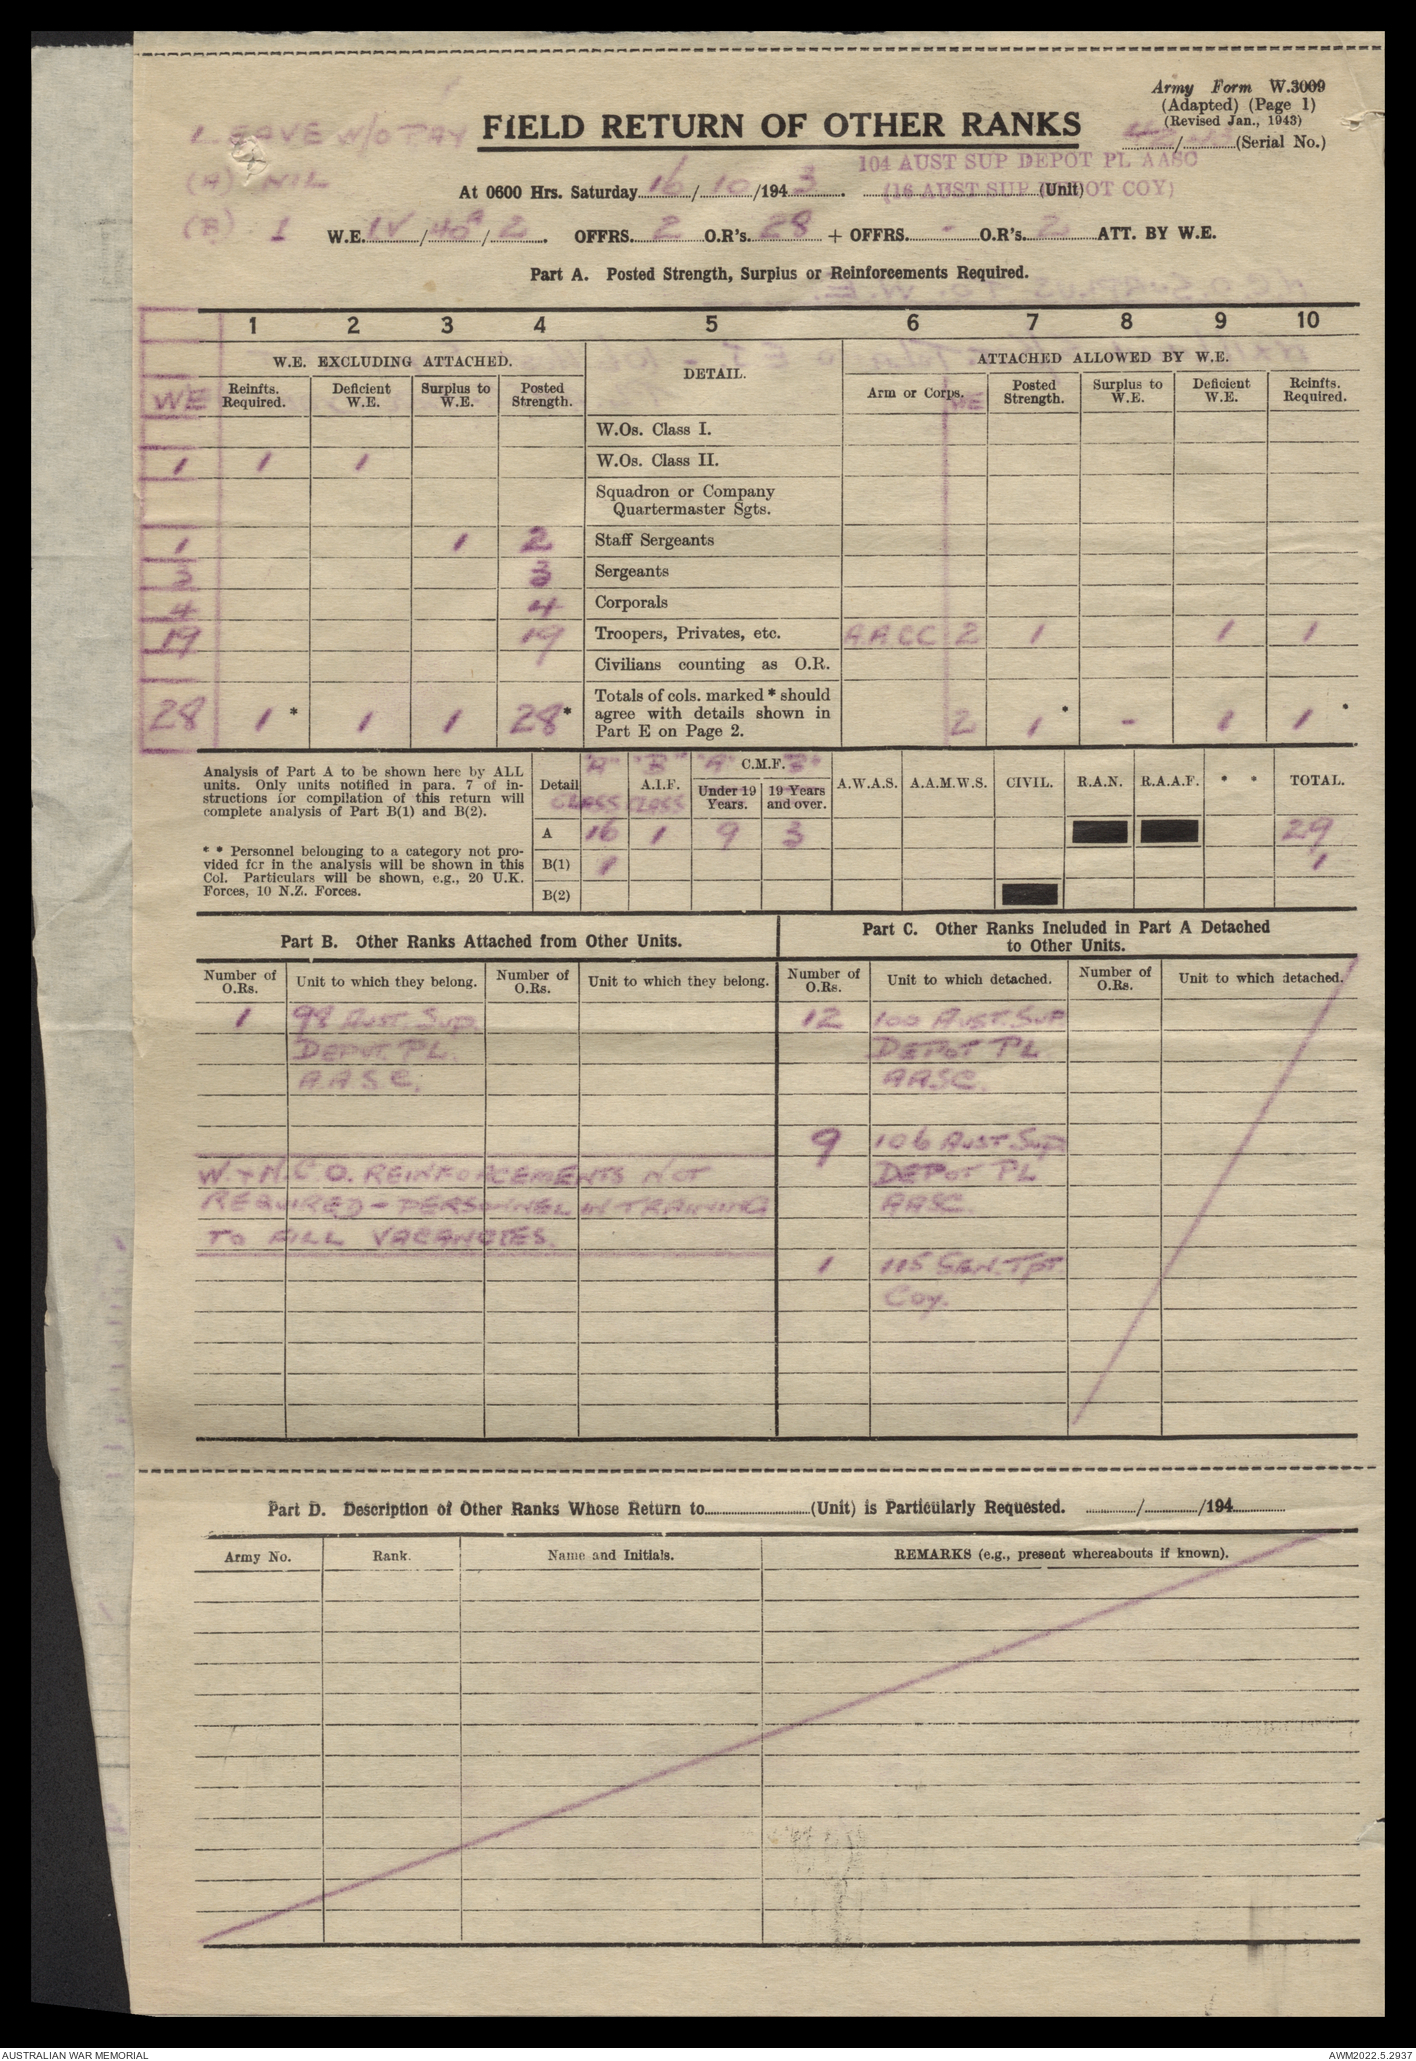 Army Form W.3009
(Adapted) (Page 1)
(Revised Jan., 1943)
/ (Serial No.)
LEAVE W/O PAY
FIELD RETURN OF OTHER RANKS
104 AUST SUP DEPOT PL AASC
(A) NIL
At 0600 Hrs. Saturday 16/10/1943. (16 AUST SUP DEPOT COY) (Unit)
(B) 1
W.E. IV/40A/2. OFFRS. 2 O.R's. 28 + OFFRS. - O.R's. 2 ATT. BY W.E.
Part A. Posted Strength, Surplus or Reinforcements Required.
1 2 3 4 5 6 7 8 9 10
W.E. EXCLUDING ATTACHED. DETAIL. ATTACHED ALLOWED BY W.E.
WE Reinfts. Required. Deficient W.E. Surplus to W.E. Posted Strength. Arm or Corps. WE Posted Strength. Surplus to W.E. Deficient W.E. Reinfts. Required.
W.Os. Class I.
1 1 1 W.Os. Class II.
Squadron or Company
Quartermaster Sgts.
1 1 2 Staff Sergeants
3 3 Sergeants
4 4 Corporals
19 19 Troopers, Privates, etc. A.A.C.C 2 1 1 1
Civilians counting as O.R.
28 1 * 1 1 28 * Totals of cols. marked * should
agree with details shown in
Part E on Page 2. 2 1 * - 1 1 *
Analysis of Part A to be shown here by ALL
units. Only units notified in para. 7 of in-
structions for compilation of this return will
complete analysis of Part B(1) and B(2).
* * Personnel belonging to a category not pro-
vided for in the analysis will be shown in this
Col. Particulars will be shown, e.g., 20 U.K.
Forces, 10 N.Z. Forces.
"A" "B" "A" C.M.F. "B"
Detail A.I.F. Under 19 Years. 19 Years and over. A.W.A.S. A.A.M.W.S. CIVIL. R.A.N. R.A.A.F. * * TOTAL.
CLASS CLASS
A 16 1 9 3 29
B(1) 1 1
B(2)
Part B. Other Ranks Attached from Other Units.
Part C. Other Ranks Included in Part A Detached
to Other Units.
Number of O.Rs. Unit to which they belong. Number of O.Rs. Unit to which they belong. Number of O.Rs. Unit to which detached. Number of O.Rs. Unit to which detached.
1 98 AUST. SUP. 12 100 AUST. SUP
DEPOT. PL. DEPOT PL
A.A.S.C. AASC.
9 106 AUST. SUP
W. & N.C.O. REINFORCEMENTS NOT DEPOT PL
REQUIRED - PERSONNEL IN TRAINING AASC.
TO FILL VACANCIES.
1 115 GEN. TPT.
COY.
Part D. Description of Other Ranks Whose Return to (Unit) is Particularly Requested. / /194
Army No. Rank. Name and Initials. REMARKS (e.g., present whereabouts if known).
AUSTRALIAN WAR MEMORIAL
AWM2022.5.2937